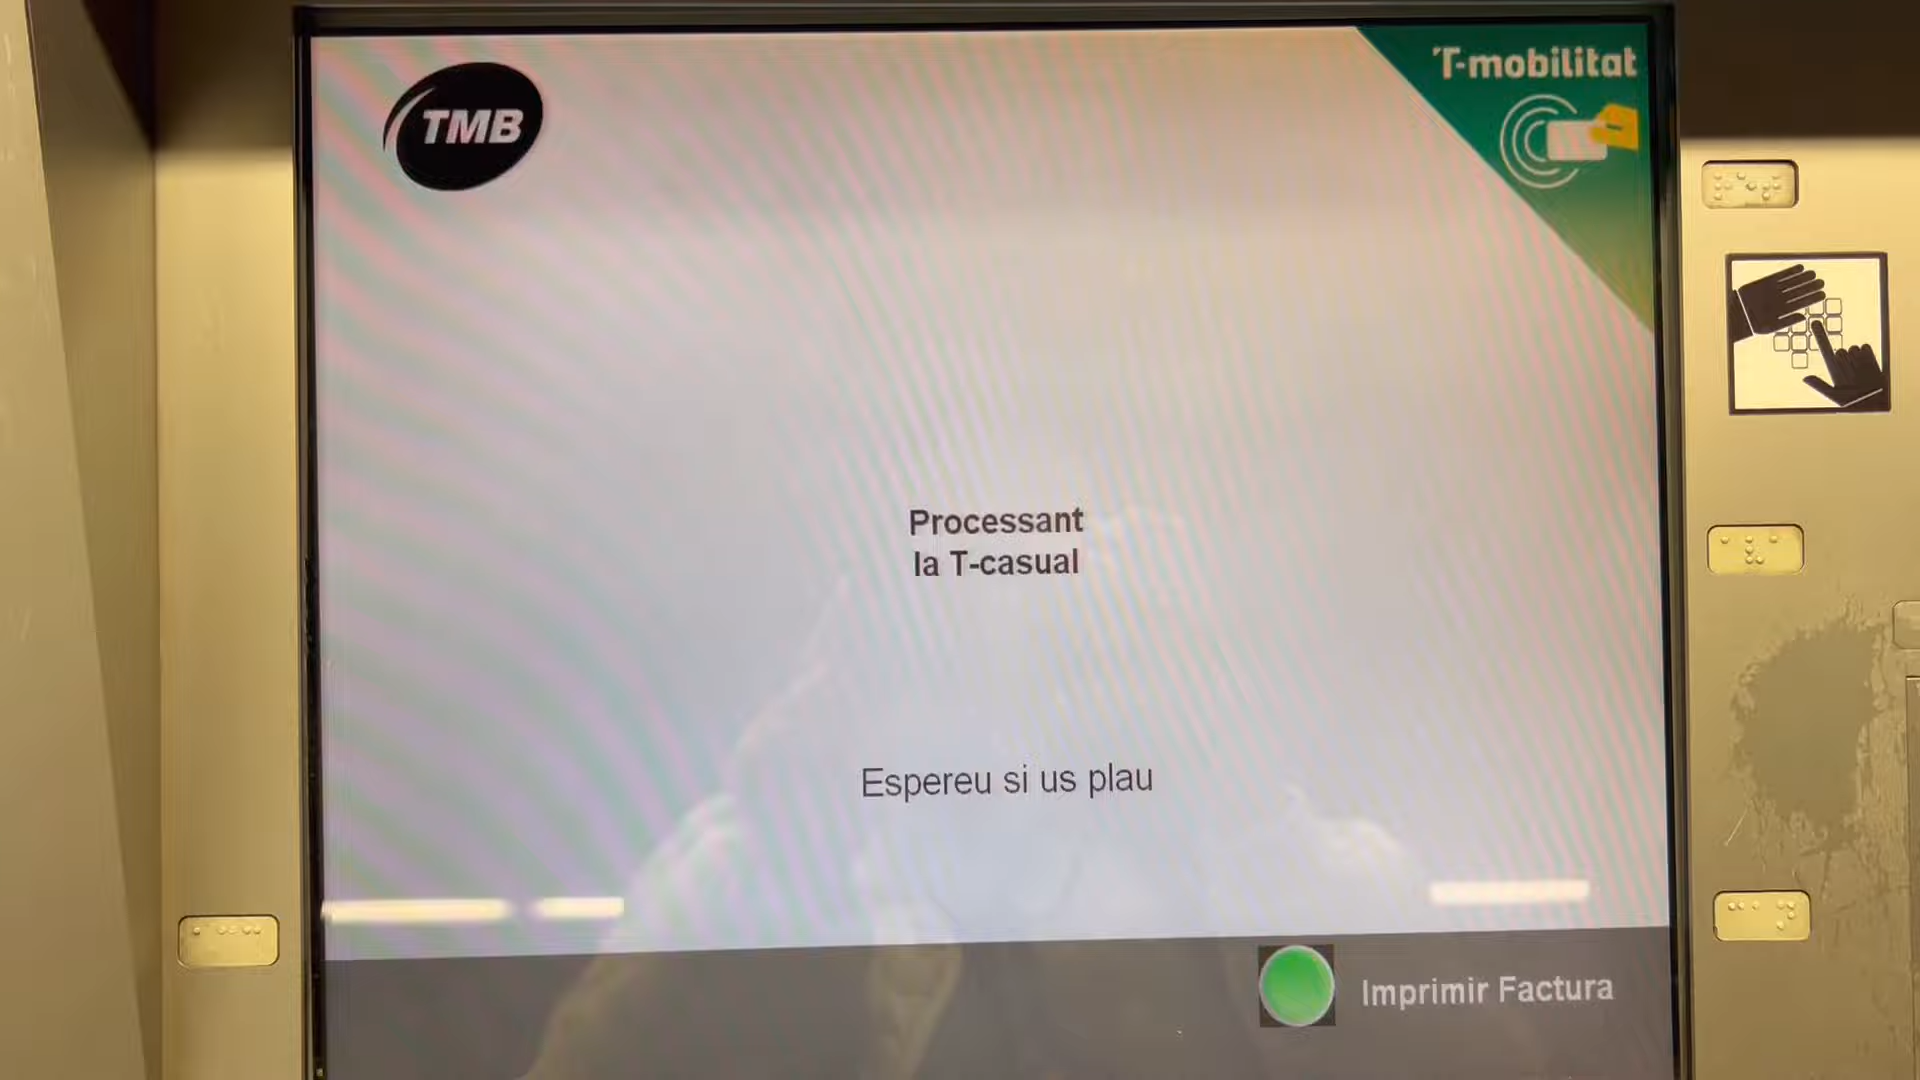 TMB
T-mobilitat
Processant
la T-casual
Espereu si us plau
Imprimir Factura